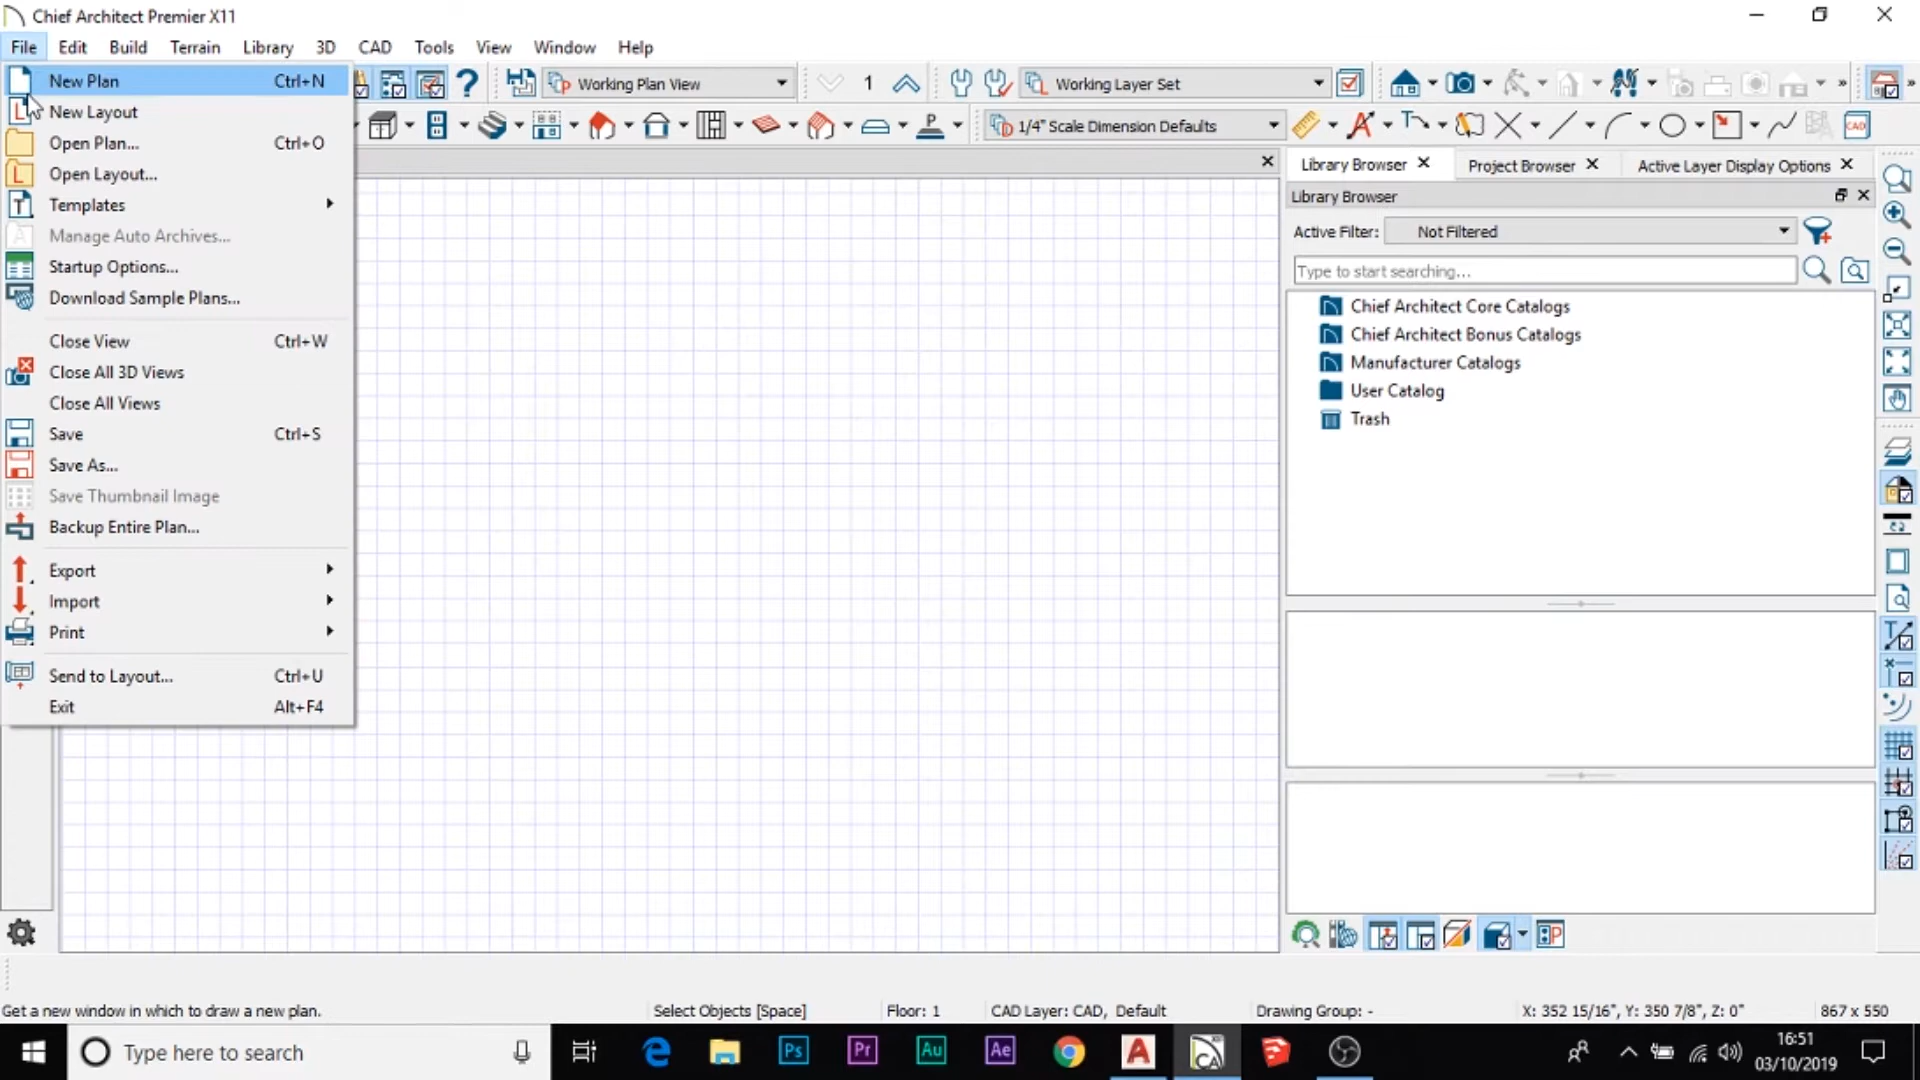 Chief Architect Premier X11
File Edit Build Terrain Library 3D CAD Tools View Window Help
New Plan Ctrl+N
New Layout
Open Plan... Ctrl+O
Open Layout...
Templates
Manage Auto Archives...
Startup Options...
Download Sample Plans...
Close View Ctrl+W
Close All 3D Views
Close All Views
Save Ctrl+S
Save As...
Save Thumbnail Image
Backup Entire Plan...
Export
Import
Print
Send to Layout... Ctrl+U
Exit Alt+F4
Working Plan View 1 Working Layer Set
1/4" Scale Dimension Defaults CAD
Library Browser Project Browser Active Layer Display Options
Library Browser
Active Filter: Not Filtered
Type to start searching...
Chief Architect Core Catalogs
Chief Architect Bonus Catalogs
Manufacturer Catalogs
User Catalog
Trash
Get a new window in which to draw a new plan. Select Objects [Space] Floor: 1 CAD Layer: CAD, Default Drawing Group: - X: 352 15/16", Y: 350 7/8", Z: 0" 867 x 550
Type here to search Ps Pr Au Ae CA 16:51
03/10/2019